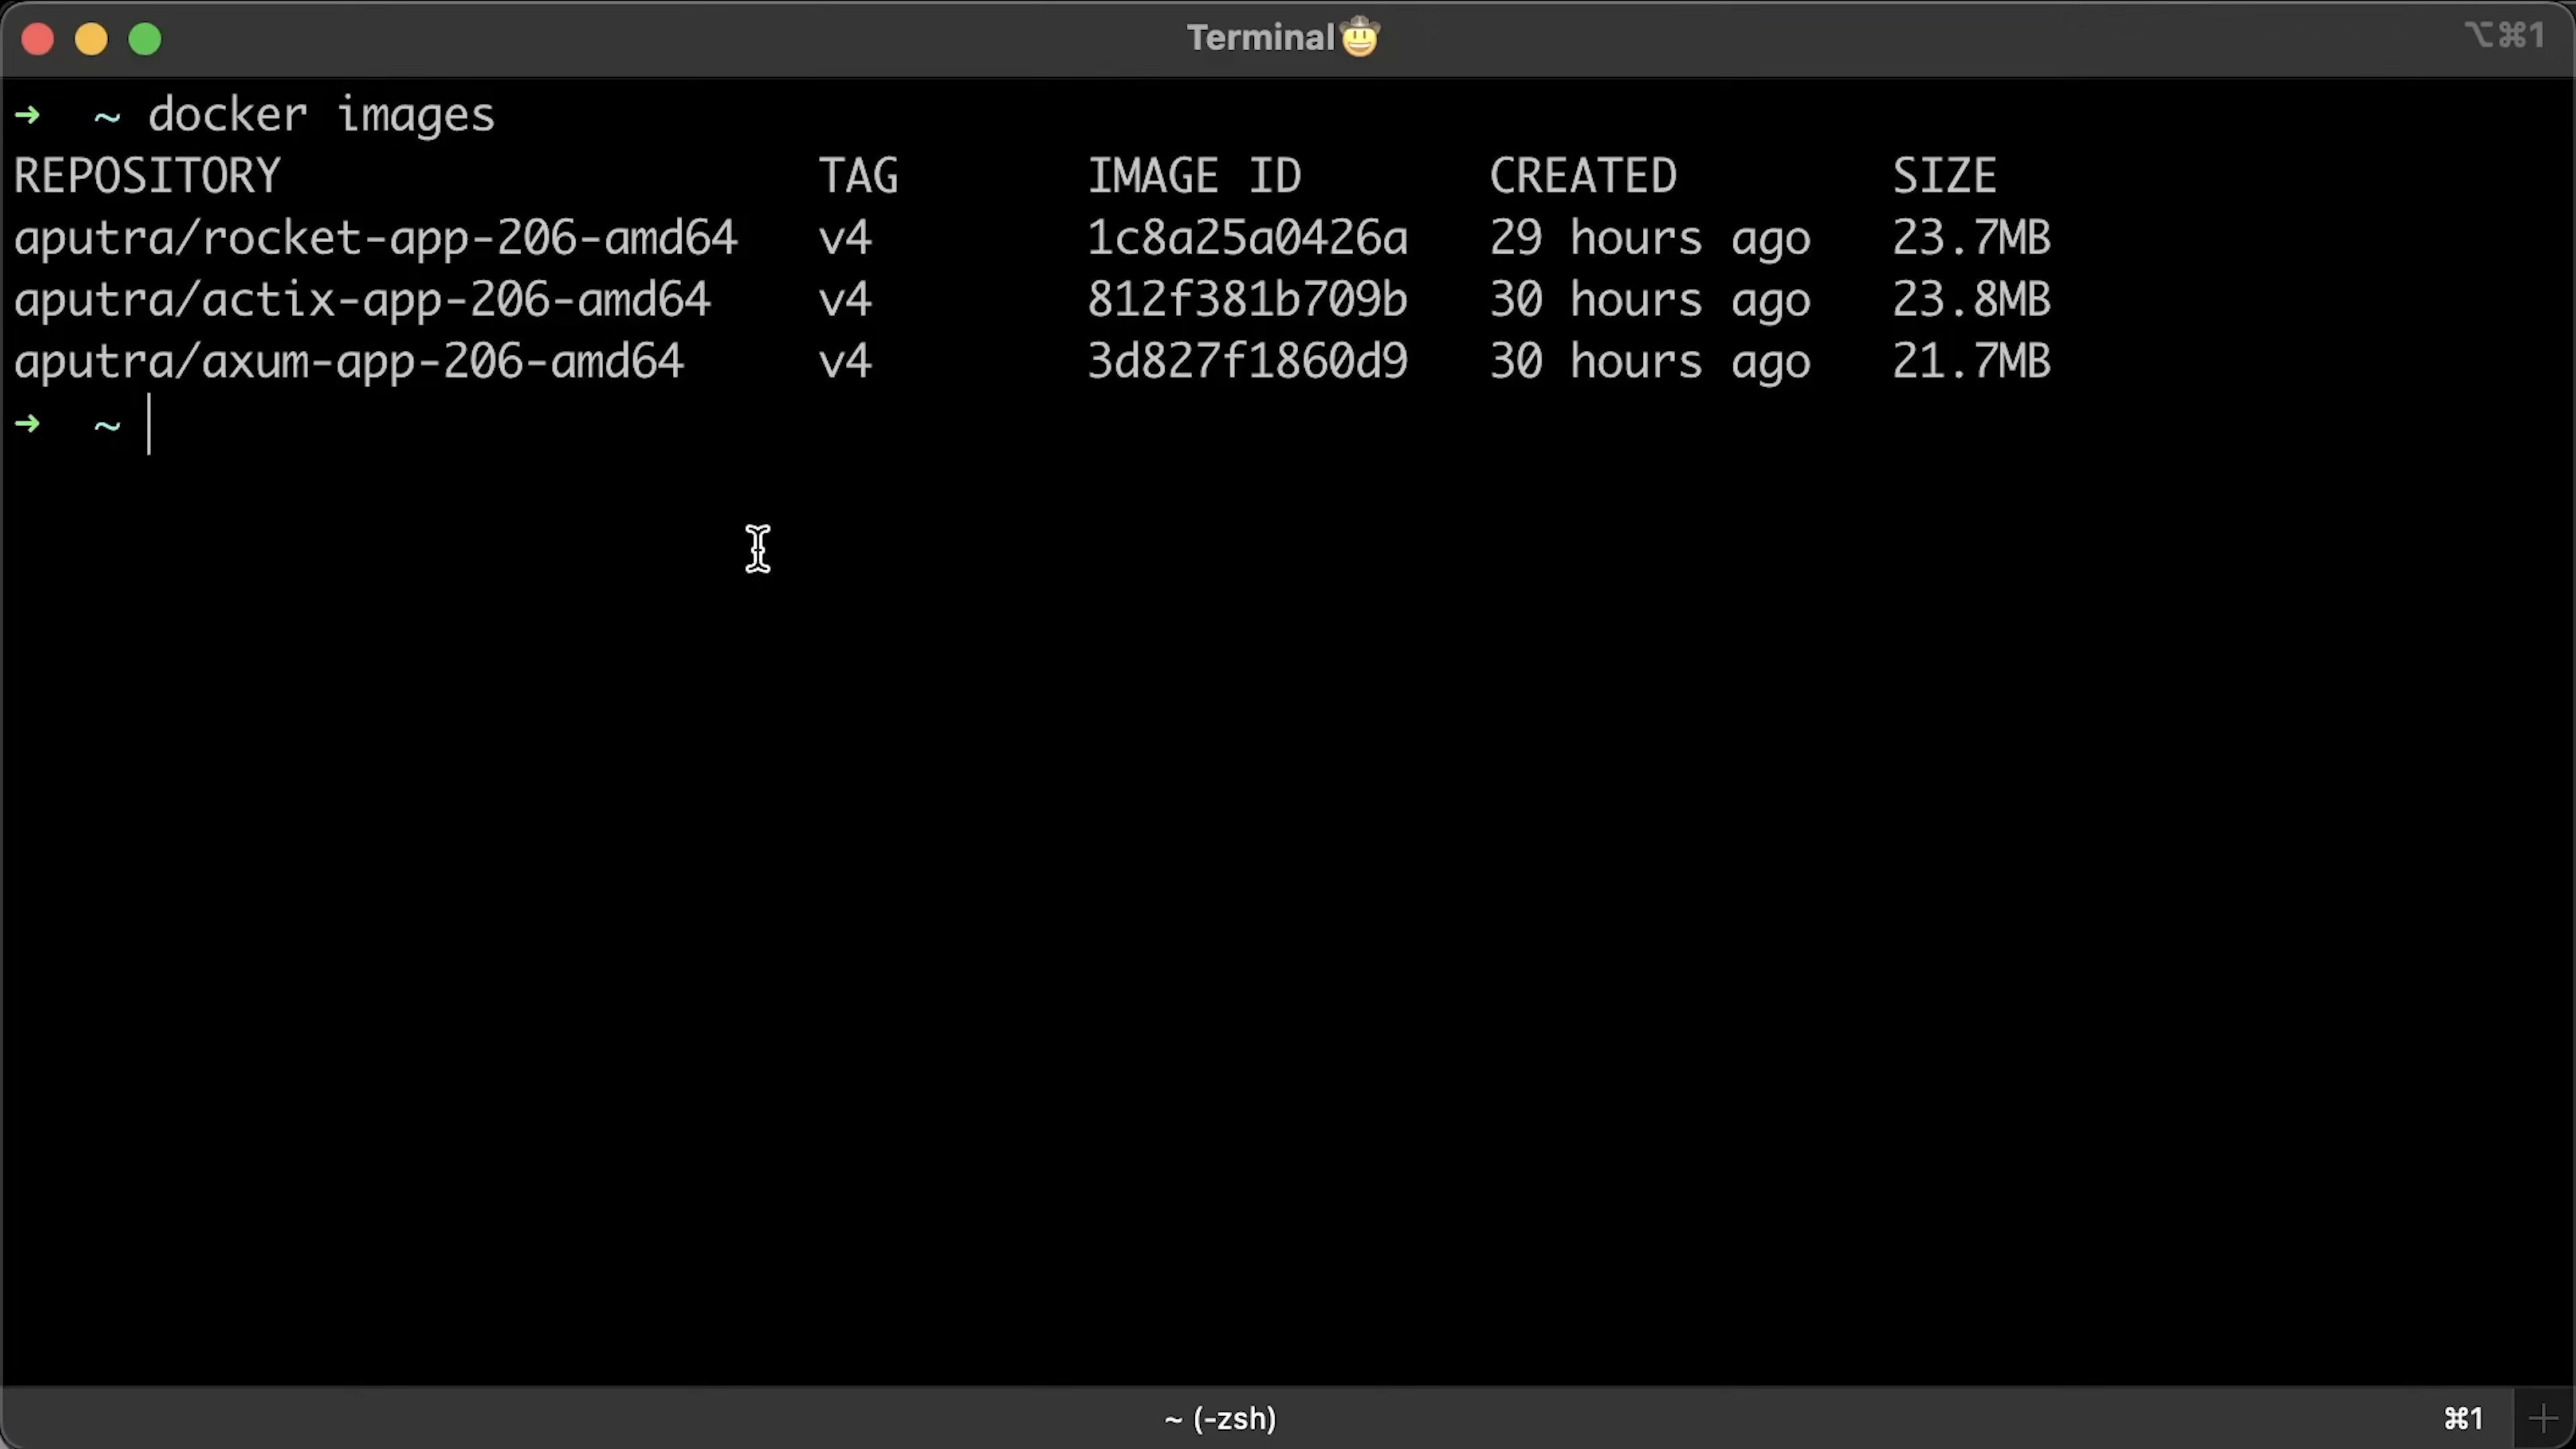 Terminal🤠
⌥⌘1
➜ ~ docker images
REPOSITORY TAG IMAGE ID CREATED SIZE
aputra/rocket-app-206-amd64 v4 1c8a25a0426a 29 hours ago 23.7MB
aputra/actix-app-206-amd64 v4 812f381b709b 30 hours ago 23.8MB
aputra/axum-app-206-amd64 v4 3d827f1860d9 30 hours ago 21.7MB
➜ ~
~ (-zsh)
⌘1